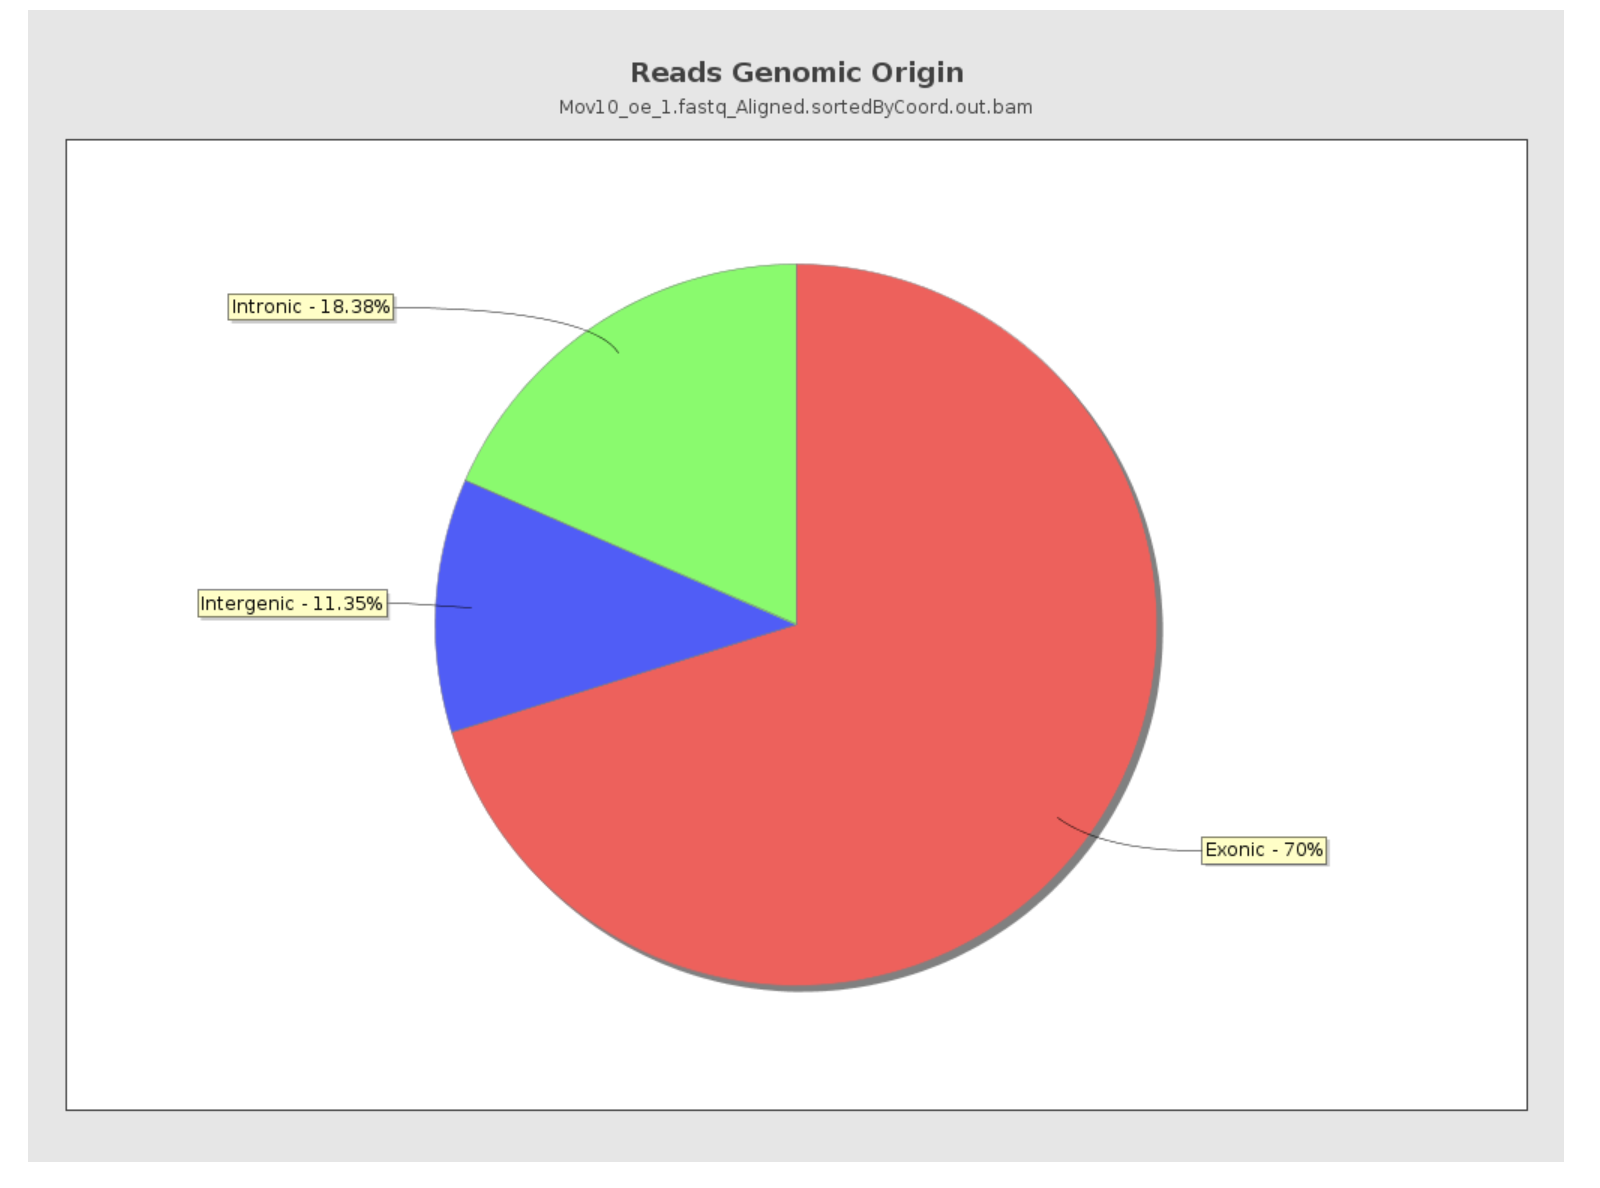 Reads Genomic Origin
Mov10_oe_1.fastq_Aligned.sortedByCoord.out.bam
Intronic - 18.38%
Intergenic - 11.35%
Exonic - 70%